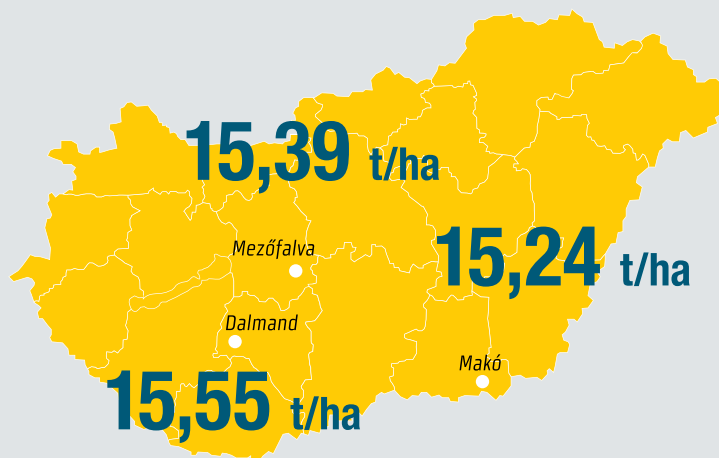 15,39 t/ha
15,24 t/ha
Mezőfalva
Dalmand
Makó
15,55 t/ha